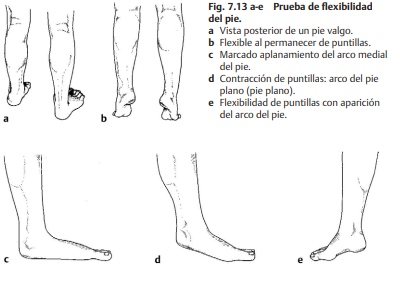 Fig. 7.13 a-e Prueba de flexibilidad
del pie.
a Vista posterior de un pie valgo.
b Flexible al permanecer de puntillas.
c Marcado aplanamiento del arco medial
del pie.
d Contracción de puntillas: arco del pie
plano (pie plano).
e Flexibilidad de puntillas con aparición
del arco del pie.
a
b
c
d
e